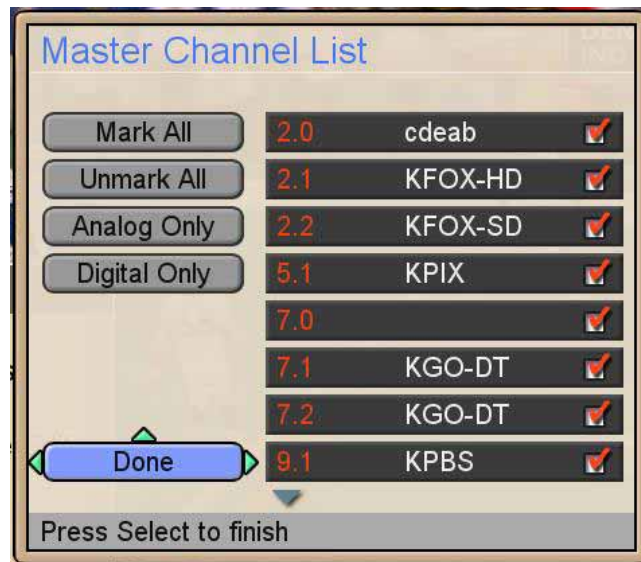 Master Channel List
Mark All
Unmark All
Analog Only
Digital Only
Done
2.0 cdeab
2.1 KFOX-HD
2.2 KFOX-SD
5.1 KPIX
7.0
7.1 KGO-DT
7.2 KGO-DT
9.1 KPBS
Press Select to finish